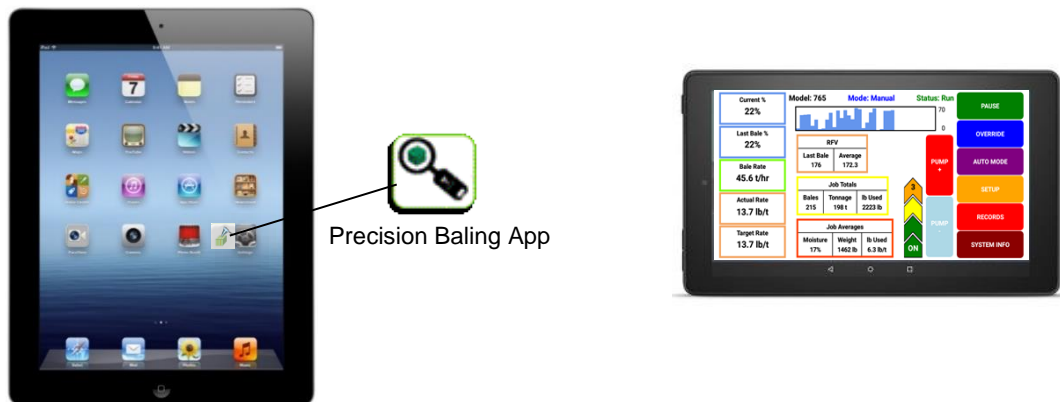 7
Precision Baling App
Model: 765 Mode: Manual Status: Run
70
0
Current %
22%
Last Bale %
22%
Bale Rate
45.6 t/hr
Actual Rate
13.7 lb/t
Target Rate
13.7 lb/t
RFV
Last Bale Average
176 172.3
Job Totals
Bales Tonnage lb Used
215 198 t 2223 lb
Job Averages
Moisture Weight lb Used
17% 1462 lb 6.3 lb/t
3
ON
PUMP
+
PUMP
-
PAUSE
OVERRIDE
AUTO MODE
SETUP
RECORDS
SYSTEM INFO